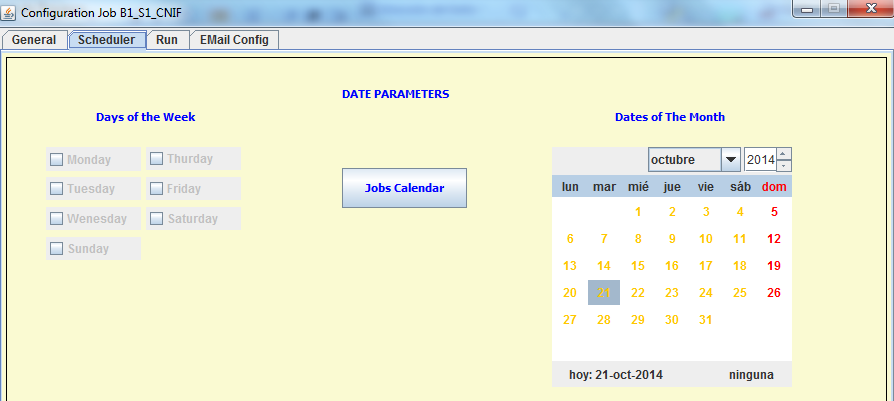 Configuration Job B1_S1_CNIF
General Scheduler Run EMail Config
DATE PARAMETERS
Days of the Week
Monday Thurday
Tuesday Friday
Wenesday Saturday
Sunday
Jobs Calendar
Dates of The Month
octubre 2014
lun mar mié jue vie sáb dom
1 2 3 4 5
6 7 8 9 10 11 12
13 14 15 16 17 18 19
20 21 22 23 24 25 26
27 28 29 30 31
hoy: 21-oct-2014 ninguna